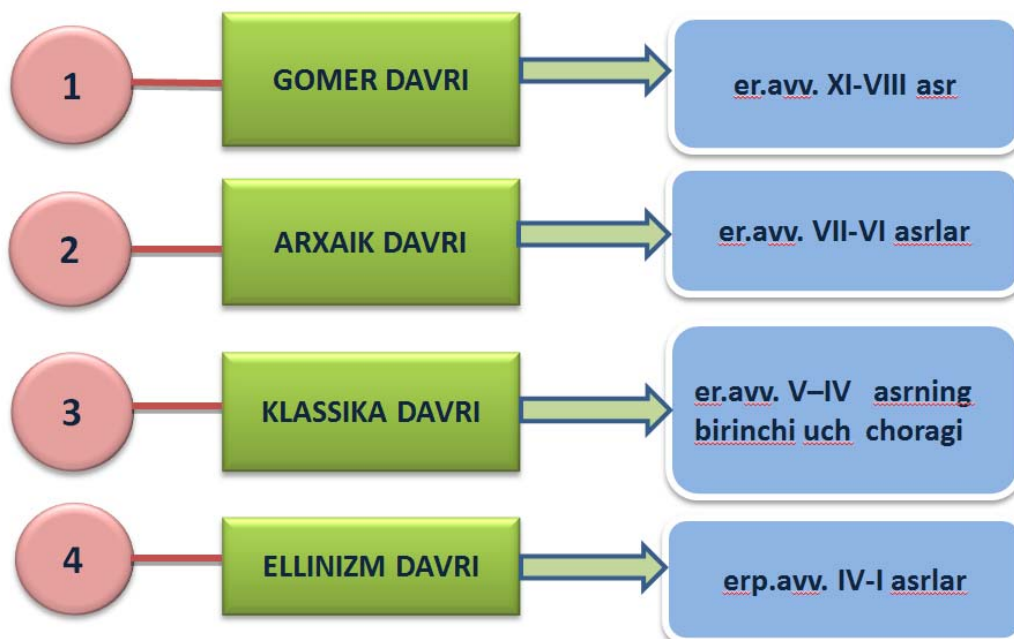 1
GOMER DAVRI
er.avv. XI-VIII asr
2
ARXAIK DAVRI
er.avv. VII-VI asrlar
3
KLASSIKA DAVRI
er.avv. V–IV asrning
birinchi uch choragi
4
ELLINIZM DAVRI
erp.avv. IV-I asrlar